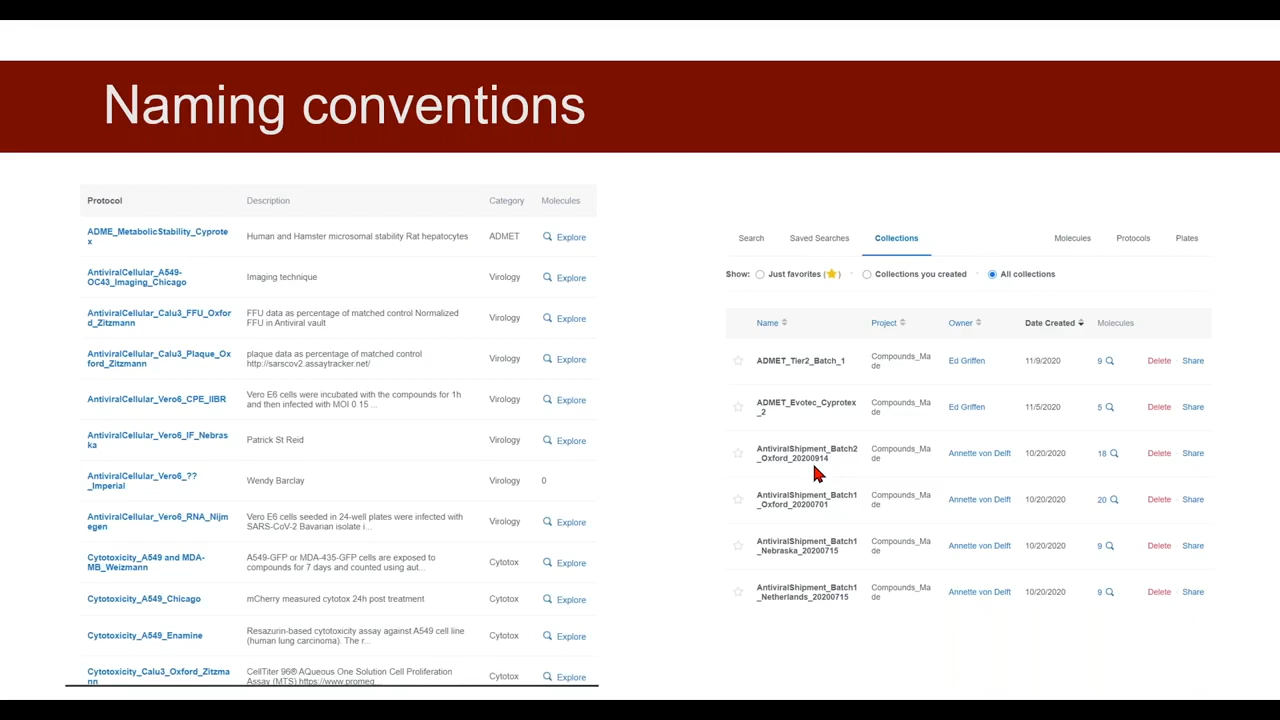 Naming conventions
Protocol Description Category Molecules
ADME_MetabolicStability_Cyprote
x
Human and Hamster microsomal stability Rat hepatocytes
ADMET
Explore
AntiviralCellular_A549-
OC43_Imaging_Chicago
Imaging technique
Virology
Explore
AntiviralCellular_Calu3_FFU_Oxfor
d_Zitzmann
FFU data as percentage of matched control Normalized
FFU in Antiviral vault
Virology
Explore
AntiviralCellular_Calu3_Plaque_Ox
ford_Zitzmann
plaque data as percentage of matched control
http://sarscov2.assaytracker.net/
Virology
Explore
AntiviralCellular_Vero6_CPE_IIBR
Vero E6 cells were incubated with the compounds for 1h
and then infected with MOI 0.15 ...
Virology
Explore
AntiviralCellular_Vero6_IF_Nebras
ka
Patrick St Reid
Virology
Explore
AntiviralCellular_Vero6_??
_Imperial
Wendy Barclay
Virology
0
AntiviralCellular_Vero6_RNA_Nijm
egen
Vero E6 cells seeded in 24-well plates were infected with
SARS-CoV-2 Bavarian isolate i...
Virology
Explore
Cytotoxicity_A549 and MDA-
MB_Weizmann
A549-GFP or MDA-435-GFP cells are exposed to
compounds for 7 days and counted using aut...
Cytotox
Explore
Cytotoxicity_A549_Chicago
mCherry measured cytotox 24h post treatment
Cytotox
Explore
Cytotoxicity_A549_Enamine
Resazurin-based cytotoxicity assay against A549 cell line
(human lung carcinoma). The r...
Cytotox
Explore
Cytotoxicity_Calu3_Oxford_Zitzma
nn
CellTiter 96® AQueous One Solution Cell Proliferation
Assay (MTS) https://www.promeg...
Cytotox
Explore
Search Saved Searches Collections Molecules Protocols Plates
Show: Just favorites ( ) Collections you created All collections
Name Project Owner Date Created Molecules
ADMET_Tier2_Batch_1
Compounds_Ma
de
Ed Griffen
11/9/2020
9
Delete Share
ADMET_Evotec_Cyprotex
_2
Compounds_Ma
de
Ed Griffen
11/5/2020
5
Delete Share
AntiviralShipment_Batch2
_Oxford_20200914
Compounds_Ma
de
Annette von Delft
10/20/2020
18
Delete Share
AntiviralShipment_Batch1
_Oxford_20200701
Compounds_Ma
de
Annette von Delft
10/20/2020
20
Delete Share
AntiviralShipment_Batch1
_Nebraska_20200715
Compounds_Ma
de
Annette von Delft
10/20/2020
9
Delete Share
AntiviralShipment_Batch1
_Netherlands_20200715
Compounds_Ma
de
Annette von Delft
10/20/2020
9
Delete Share